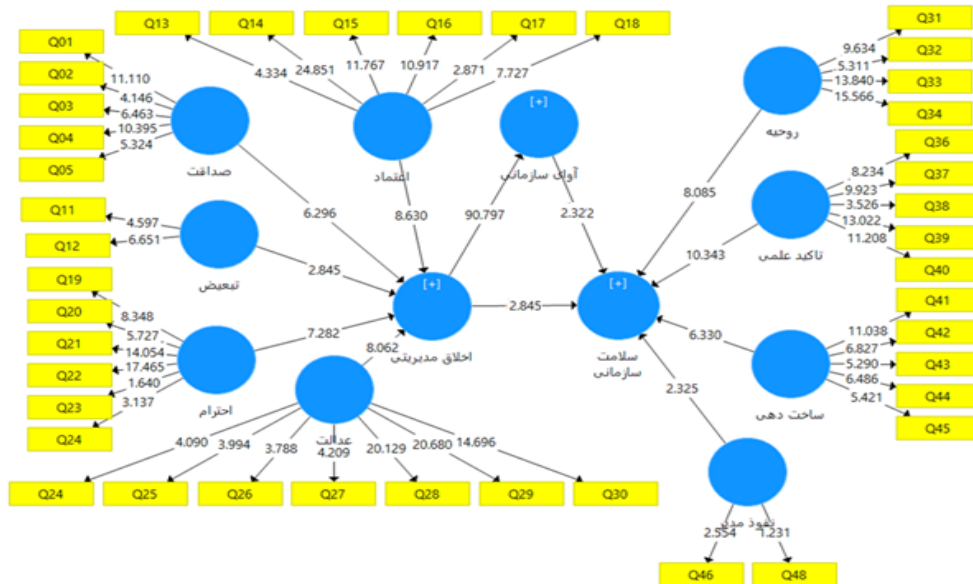 Q13 Q14 Q15 Q16 Q17 Q18
4.334 24.851 11.767 10.917 2.871 7.727
Q01
Q02
Q03
Q04
Q05
11.110
4.146
6.463
10.395
5.324
صداقت
اعتماد
[+]
آوای سازمانی
Q31
Q32
Q33
Q34
9.634
5.311
13.840
15.566
روحیه
Q36
Q37
Q38
Q39
Q40
8.234
9.923
3.526
13.022
11.208
تاکید علمی
6.296
8.630
90.797
2.322
8.085
10.343
Q11
Q12
4.597
6.651
تبعیض
2.845
[+]
اخلاق مدیریتی
2.845
[+]
سلامت
سازمانی
Q19
Q20
Q21
Q22
Q23
Q24
8.348
5.727
14.054
17.465
1.640
3.137
احترام
7.282
8.062
6.330
2.325
Q41
Q42
Q43
Q44
Q45
11.038
6.827
5.290
6.486
5.421
ساخت دهی
عدالت
4.090 3.994 3.788 4.209 20.129 20.680 14.696
Q24 Q25 Q26 Q27 Q28 Q29 Q30
نفوذ مدیر
2.554 1.231
Q46 Q48